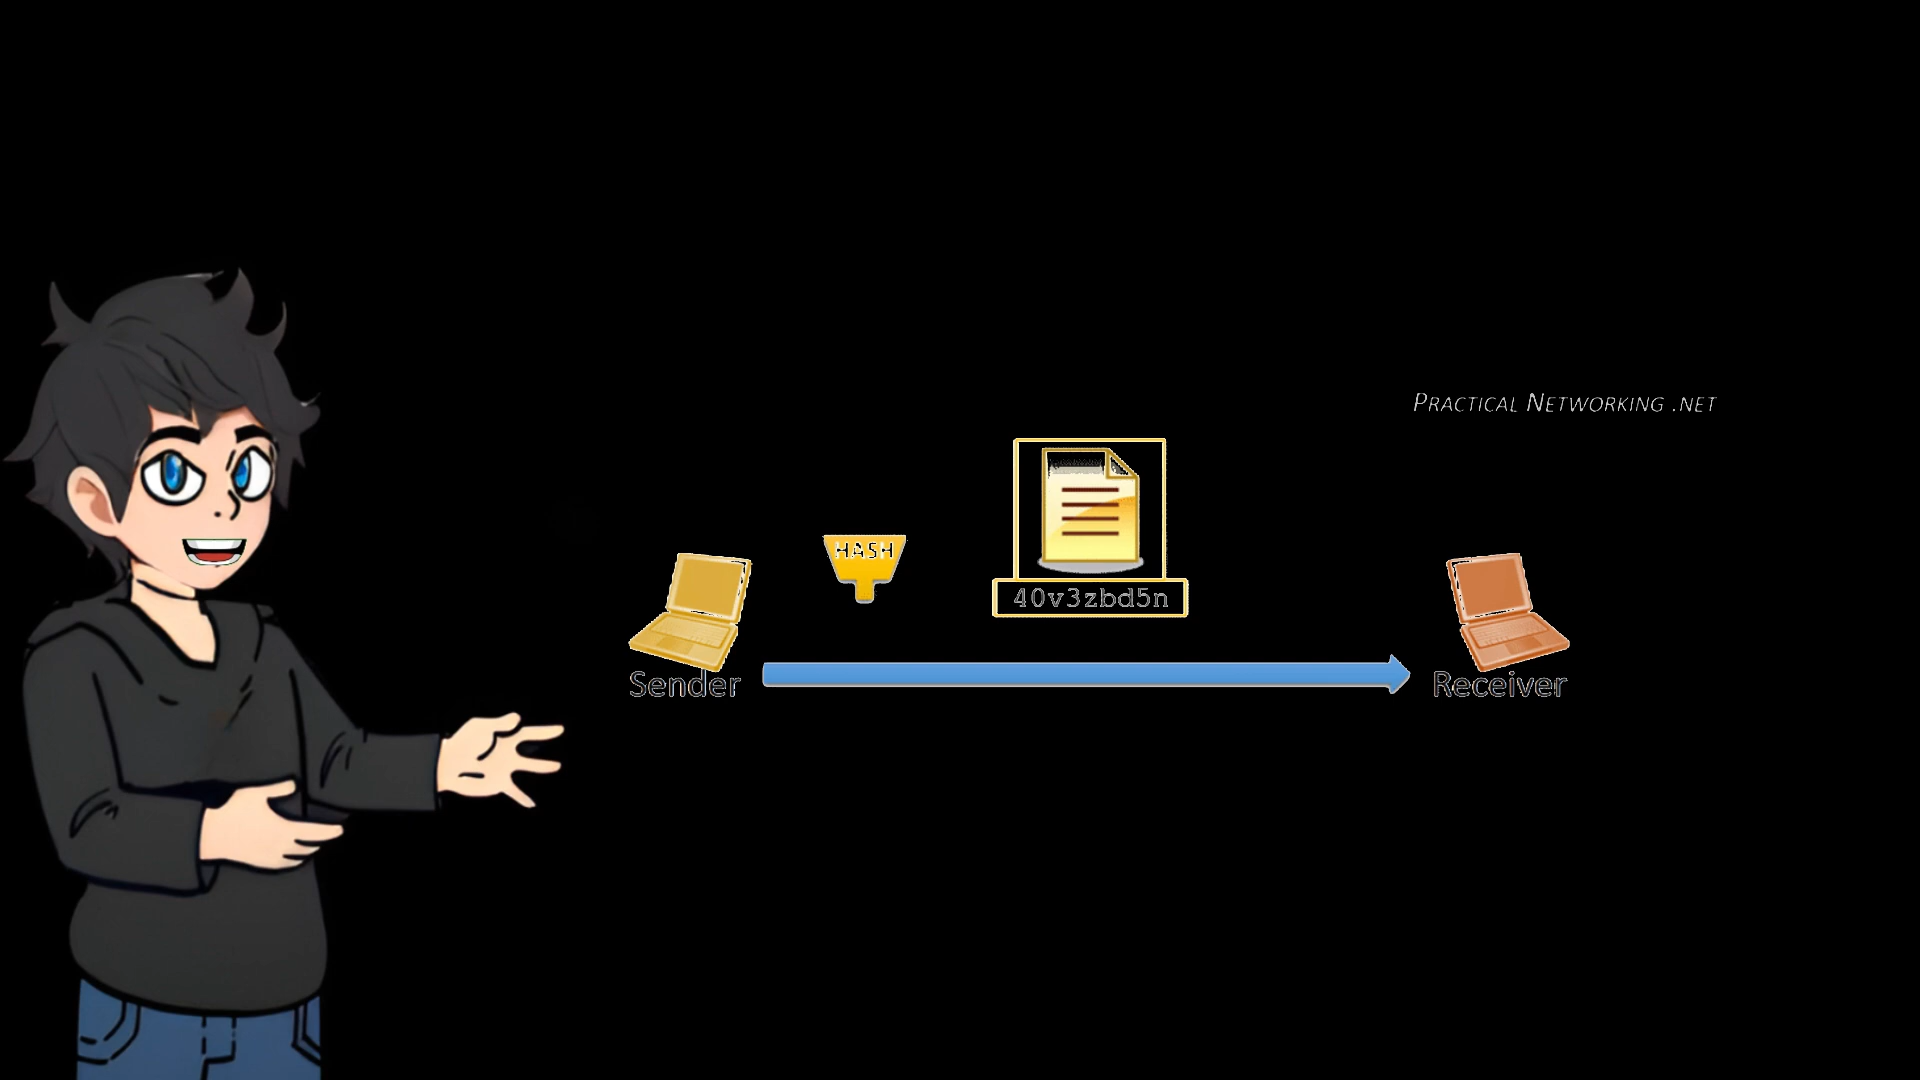 PRACTICAL NETWORKING .NET
HASH
40v3zbd5n
Sender
Receiver